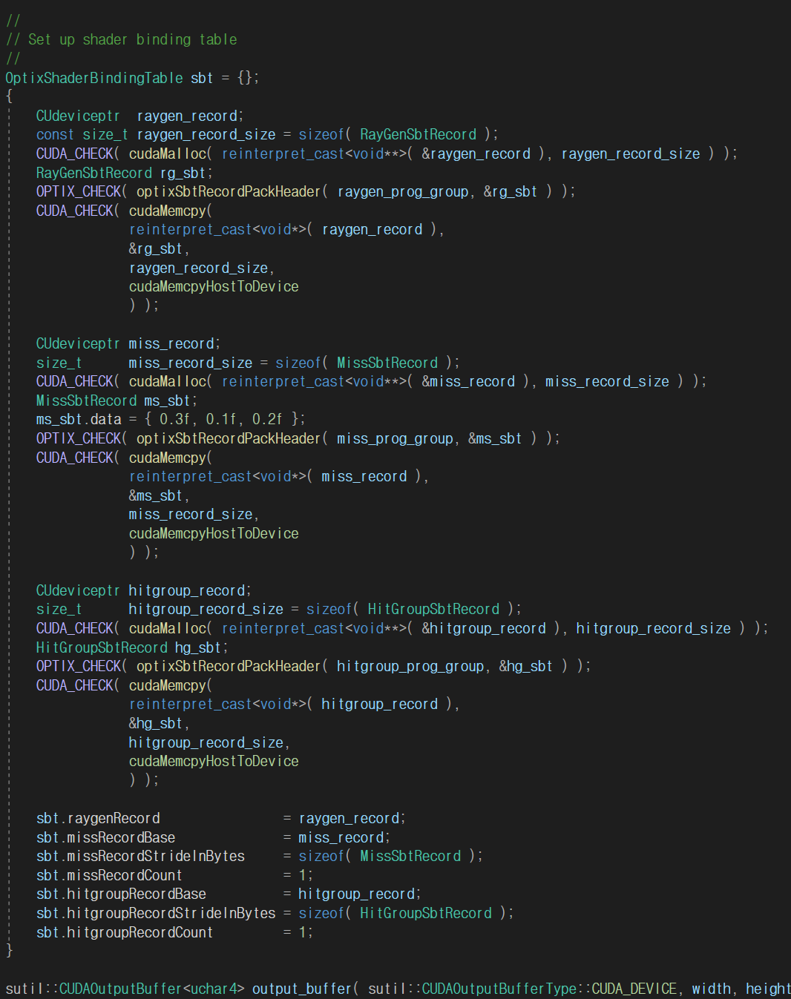 //
// Set up shader binding table
//
OptixShaderBindingTable sbt = {};
{
    CUdeviceptr  raygen_record;
    const size_t raygen_record_size = sizeof( RayGenSbtRecord );
    CUDA_CHECK( cudaMalloc( reinterpret_cast<void**>( &raygen_record ), raygen_record_size ) );
    RayGenSbtRecord rg_sbt;
    OPTIX_CHECK( optixSbtRecordPackHeader( raygen_prog_group, &rg_sbt ) );
    CUDA_CHECK( cudaMemcpy(
                reinterpret_cast<void*>( raygen_record ),
                &rg_sbt,
                raygen_record_size,
                cudaMemcpyHostToDevice
                ) );

    CUdeviceptr miss_record;
    size_t      miss_record_size = sizeof( MissSbtRecord );
    CUDA_CHECK( cudaMalloc( reinterpret_cast<void**>( &miss_record ), miss_record_size ) );
    MissSbtRecord ms_sbt;
    ms_sbt.data = { 0.3f, 0.1f, 0.2f };
    OPTIX_CHECK( optixSbtRecordPackHeader( miss_prog_group, &ms_sbt ) );
    CUDA_CHECK( cudaMemcpy(
                reinterpret_cast<void*>( miss_record ),
                &ms_sbt,
                miss_record_size,
                cudaMemcpyHostToDevice
                ) );

    CUdeviceptr hitgroup_record;
    size_t      hitgroup_record_size = sizeof( HitGroupSbtRecord );
    CUDA_CHECK( cudaMalloc( reinterpret_cast<void**>( &hitgroup_record ), hitgroup_record_size ) );
    HitGroupSbtRecord hg_sbt;
    OPTIX_CHECK( optixSbtRecordPackHeader( hitgroup_prog_group, &hg_sbt ) );
    CUDA_CHECK( cudaMemcpy(
                reinterpret_cast<void*>( hitgroup_record ),
                &hg_sbt,
                hitgroup_record_size,
                cudaMemcpyHostToDevice
                ) );

    sbt.raygenRecord                = raygen_record;
    sbt.missRecordBase              = miss_record;
    sbt.missRecordStrideInBytes     = sizeof( MissSbtRecord );
    sbt.missRecordCount             = 1;
    sbt.hitgroupRecordBase          = hitgroup_record;
    sbt.hitgroupRecordStrideInBytes = sizeof( HitGroupSbtRecord );
    sbt.hitgroupRecordCount         = 1;
}

sutil::CUDAOutputBuffer<uchar4> output_buffer( sutil::CUDAOutputBufferType::CUDA_DEVICE, width, height